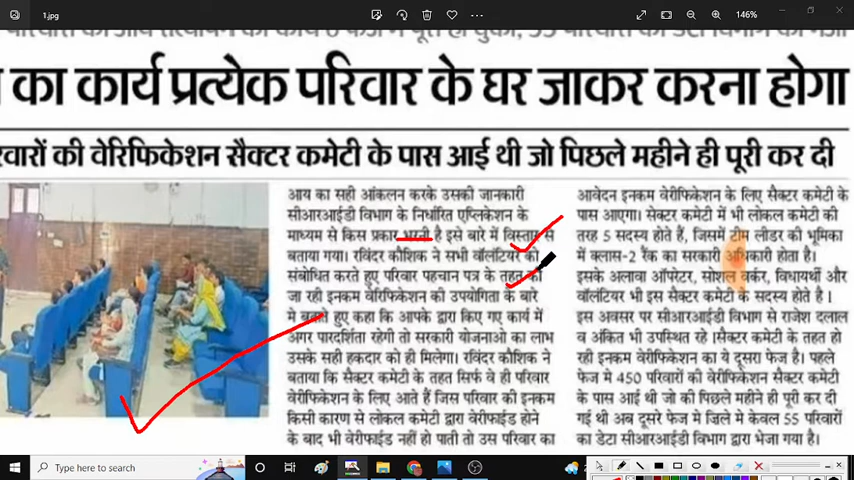 1.jpg
146%
का कार्य प्रत्येक परिवार के घर जाकर करना होगा
की वेरिफिकेशन सैक्टर कमेटी के पास आई थी जो पिछले महीने ही पूरी कर दी
आय का सही आंकलन करके उसकी जानकारी
सीआरआईडी विभाग के निर्धारित एप्लिकेशन के
माध्यम से किस प्रकार भरनी है इसे बारे में विस्तार से
बताया गया। रविंदर कौशिक ने सभी वॉलंटियर को
संबोधित करते हुए परिवार पहचान पत्र के तहत की
जा रही इनकम वेरिफिकेशन की उपयोगिता के बारे
मे बताते हुए कहा कि आपके द्वारा किए गए कार्य में
अगर पारदर्शिता रहेगी तो सरकारी योजनाओ का लाभ
उसके सही हकदार को ही मिलेगा। रविंदर कौशिक ने
बताया कि सैक्टर कमेटी के तहत सिर्फ वे ही परिवार
वेरीफिकेशन के लिए आते हैं जिस परिवार की इनकम
किसी कारण से लोकल कमेटी द्वारा वेरीफाईड होने
के बाद भी वेरीफाईड नहीं हो पाती तो उस परिवार का
आवेदन इनकम वेरीफिकेशन के लिए सैक्टर कमेटी के
पास आएगा। सेक्टर कमेटी में भी लोकल कमेटी की
तरह 5 सदस्य होते हैं, जिसमें टीम लीडर की भूमिका
में क्लास-2 रैंक का सरकारी अधिकारी होता है।
इसके अलावा ऑपरेटर, सोशल वर्कर, विधायर्थी और
वॉलंटियर भी इस सैक्टर कमेटी के सदस्य होते है।
इस अवसर पर सीआरआईडी विभाग से राजेश दलाल
व अंकित भी उपस्थित रहे।सैक्टर कमेटी के तहत हो
रही इनकम वेरीफिकेशन का ये दूसरा फेज है। पहले
फेज मे 450 परिवारों की वेरीफिकेशन सैक्टर कमेटी
के पास आई थी जो की पिछले महीने ही पूरी कर दी
गई थी अब दूसरे फेज मे जिले मे केवल 55 परिवारों
का डेटा सीआरआईडी विभाग द्वारा भेजा गया है।
Type here to search